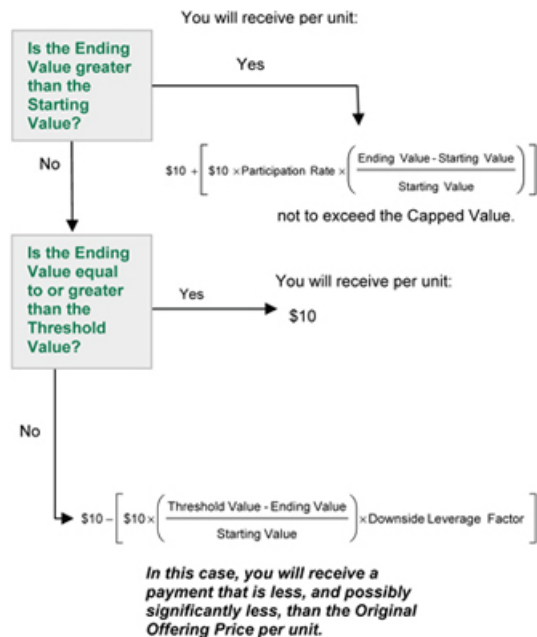 You will receive per unit:
Is the Ending
Value greater
than the
Starting
Value?
Yes
$10 + [ $10 × Participation Rate × ( Ending Value - Starting Value / Starting Value ) ]
not to exceed the Capped Value.
No
Is the Ending
Value equal
to or greater
than the
Threshold
Value?
Yes
You will receive per unit:
$10
No
$10 – [ $10 × ( Threshold Value - Ending Value / Starting Value ) × Downside Leverage Factor ]
In this case, you will receive a
payment that is less, and possibly
significantly less, than the Original
Offering Price per unit.